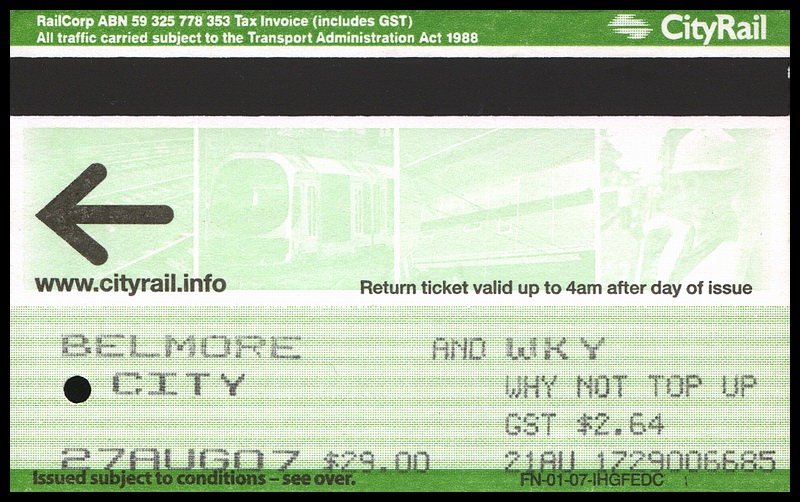 RailCorp ABN 59 325 778 353 Tax Invoice (includes GST)
All traffic carried subject to the Transport Administration Act 1988
CityRail
www.cityrail.info
Return ticket valid up to 4am after day of issue
BELMORE AND WKY
CITY WHY NOT TOP UP
GST $2.64
27AUG07 $29.00 21AU 1729006685
Issued subject to conditions – see over. FN-01-07-IHGFEDC